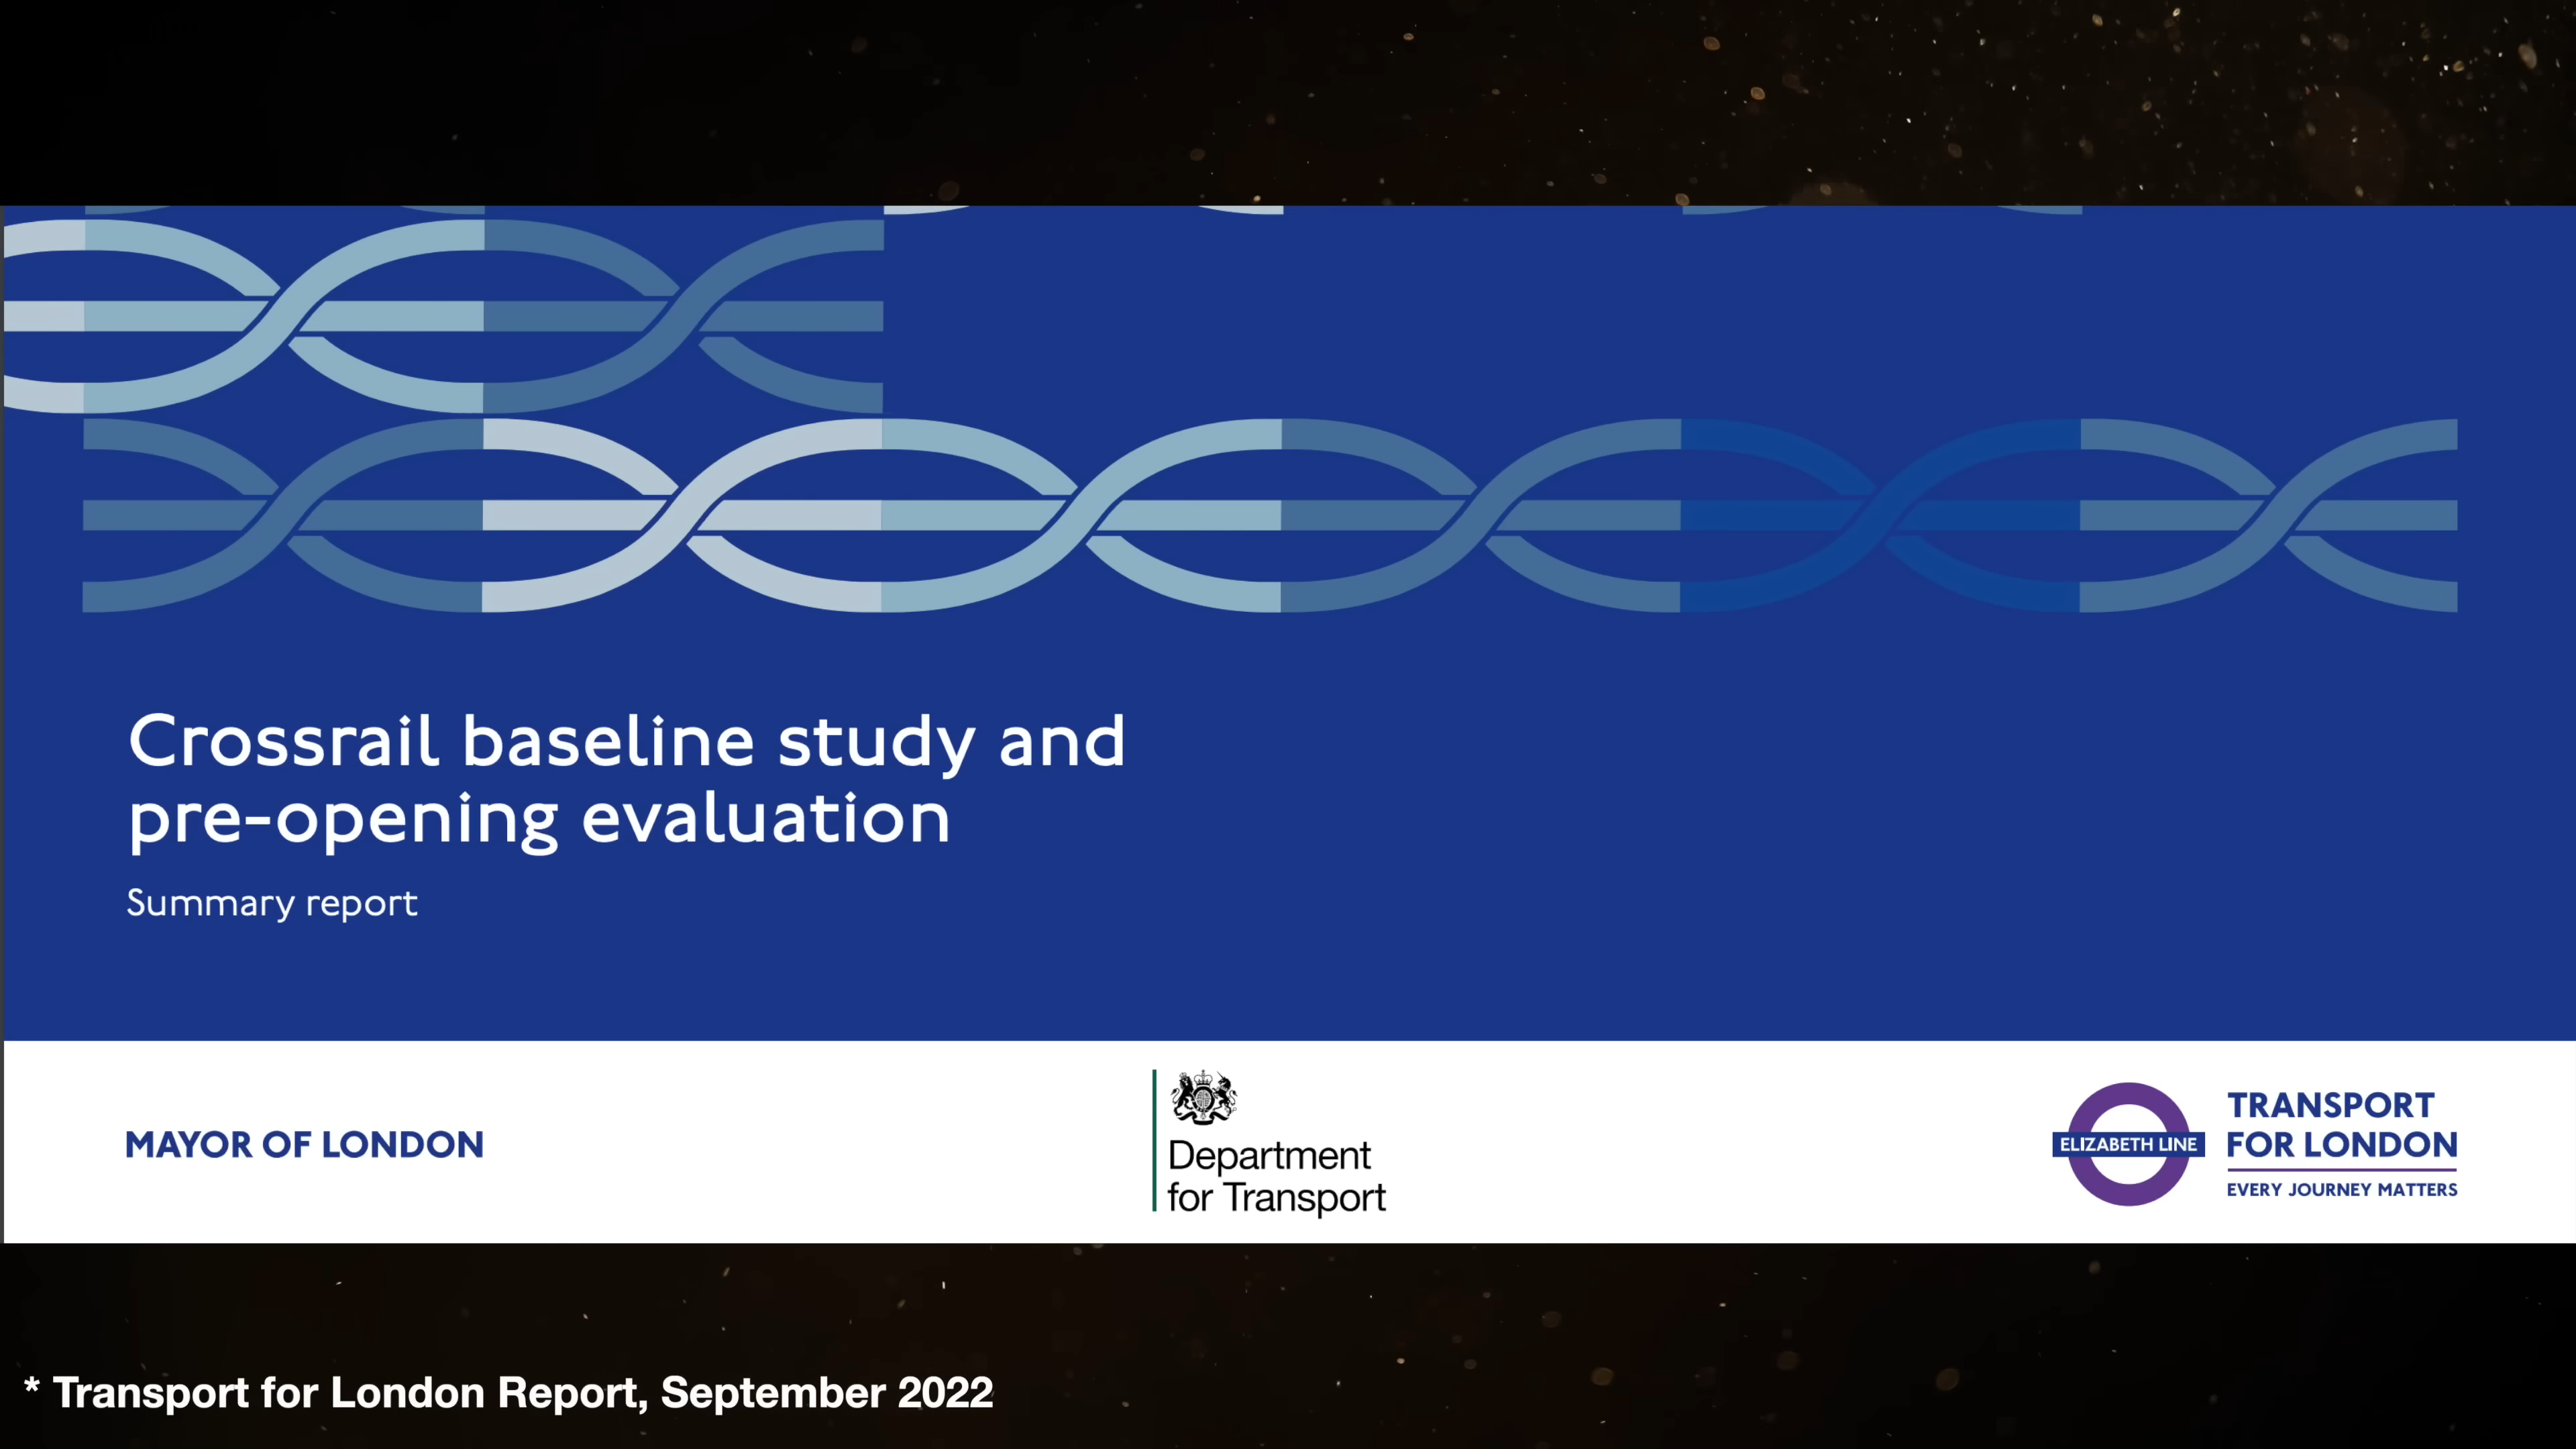 Crossrail baseline study and
pre-opening evaluation
Summary report
MAYOR OF LONDON
Department
for Transport
ELIZABETH LINE
TRANSPORT
FOR LONDON
EVERY JOURNEY MATTERS
* Transport for London Report, September 2022